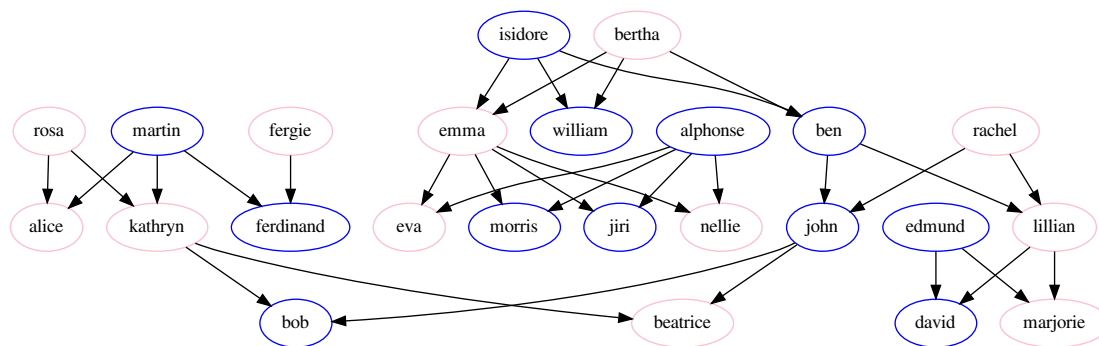 isidore
bertha
rosa
martin
fergie
emma
william
alphonse
ben
rachel
alice
kathryn
ferdinand
eva
morris
jiri
nellie
john
edmund
lillian
bob
beatrice
david
marjorie